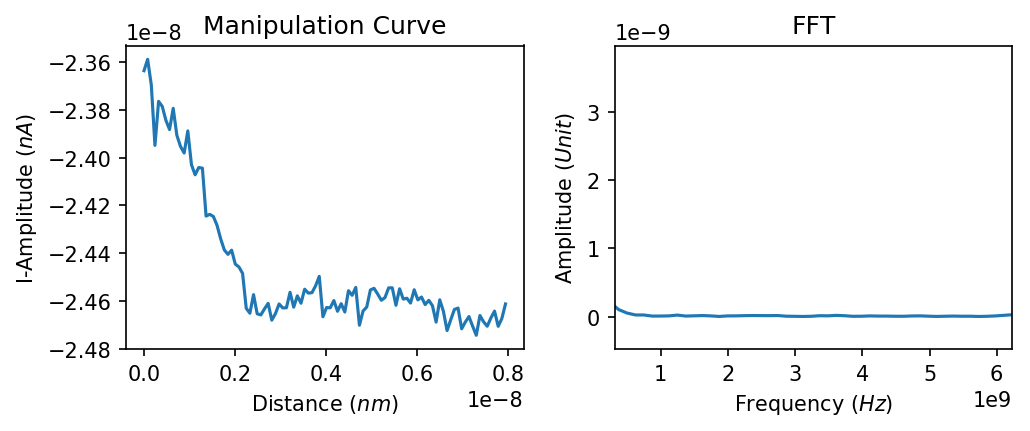 Manipulation Curve
1e−8
−2.36
−2.38
−2.40
−2.42
−2.44
−2.46
−2.48
I-Amplitude (nA)
0.0 0.2 0.4 0.6 0.8
Distance (nm)
1e−8
FFT
1e−9
3
2
1
0
Amplitude (Unit)
1 2 3 4 5 6
Frequency (Hz)
1e9